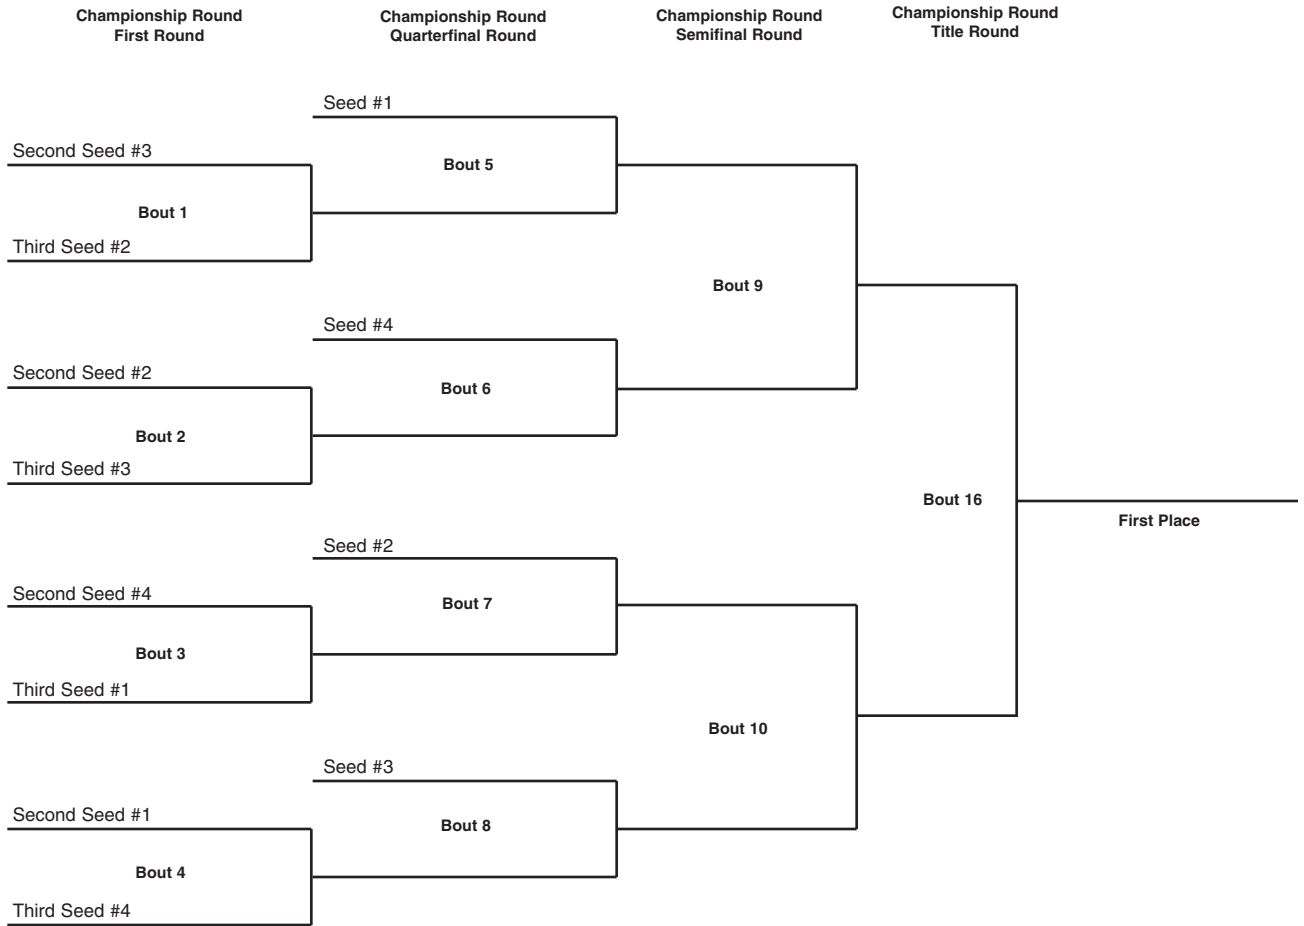 Championship Round
First Round
Championship Round
Quarterfinal Round
Championship Round
Semifinal Round
Championship Round
Title Round
Seed #1
Second Seed #3
Bout 5
Bout 1
Third Seed #2
Bout 9
Seed #4
Second Seed #2
Bout 6
Bout 2
Third Seed #3
Bout 16
First Place
Seed #2
Second Seed #4
Bout 7
Bout 3
Third Seed #1
Bout 10
Seed #3
Second Seed #1
Bout 8
Bout 4
Third Seed #4